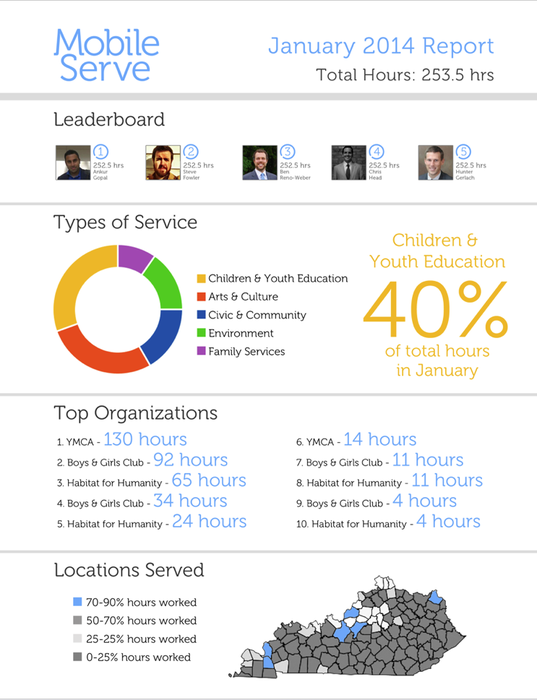 Mobile
Serve
January 2014 Report
Total Hours: 253.5 hrs
Leaderboard
1
252.5 hrs
Ankur
Gopal
2
252.5 hrs
Steve
Fowler
3
252.5 hrs
Ben
Reno-Weber
4
252.5 hrs
Chris
Head
5
252.5 hrs
Hunter
Gerlach
Types of Service
Children & Youth Education
Arts & Culture
Civic & Community
Environment
Family Services
Children &
Youth Education
40%
of total hours
in January
Top Organizations
1. YMCA - 130 hours
2. Boys & Girls Club - 92 hours
3. Habitat for Humanity - 65 hours
4. Boys & Girls Club - 34 hours
5. Habitat for Humanity - 24 hours
6. YMCA - 14 hours
7. Boys & Girls Club - 11 hours
8. Habitat for Humanity - 11 hours
9. Boys & Girls Club - 4 hours
10. Habitat for Humanity - 4 hours
Locations Served
70-90% hours worked
50-70% hours worked
25-25% hours worked
0-25% hours worked